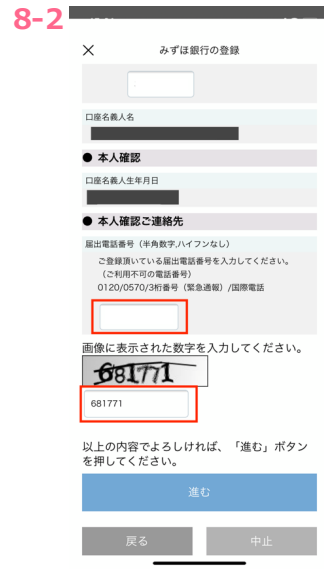 8-2
× みずほ銀行の登録
口座名義人名
● 本人確認
口座名義人生年月日
● 本人確認ご連絡先
届出電話番号（半角数字,ハイフンなし）
ご登録頂いている届出電話番号を入力してください。
（ご利用不可の電話番号）
0120/0570/3桁番号（緊急通報）/国際電話
画像に表示された数字を入力してください。
681771
681771
以上の内容でよろしければ、「進む」ボタン
を押してください。
進む
戻る 中止